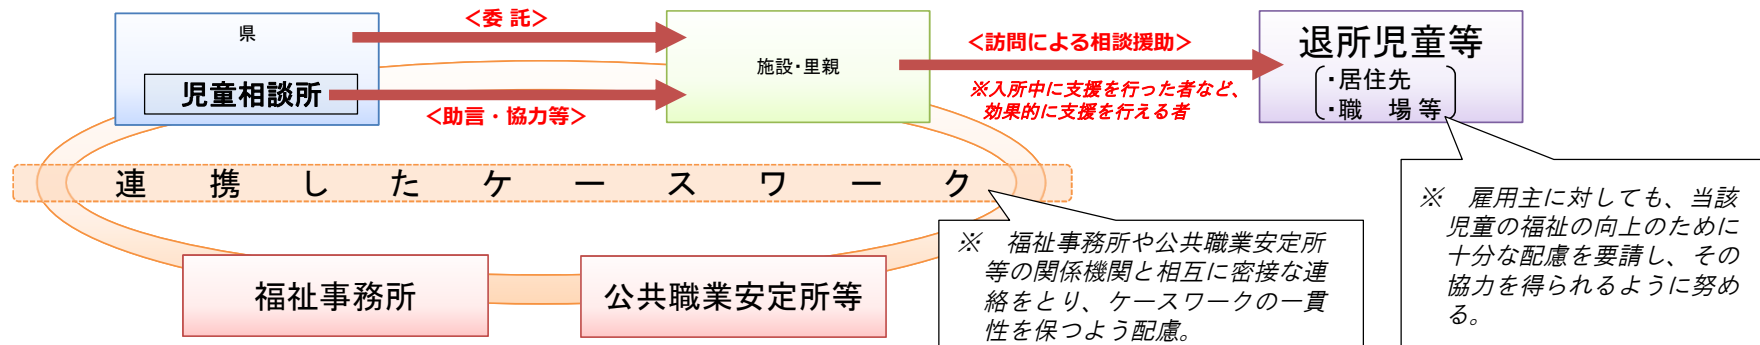 県
児童相談所
<委 託>
<助言・協力等>
施設・里親
<訪問による相談援助>
※入所中に支援を行った者など、
効果的に支援を行える者
退所児童等
・居住先
・職　場 等
連携したケースワーク
福祉事務所
公共職業安定所等
※　福祉事務所や公共職業安定所
等の関係機関と相互に密接な連
絡をとり、ケースワークの一貫
性を保つよう配慮。
※　雇用主に対しても、当該
児童の福祉の向上のために
十分な配慮を要請し、その
協力を得られるように努め
る。